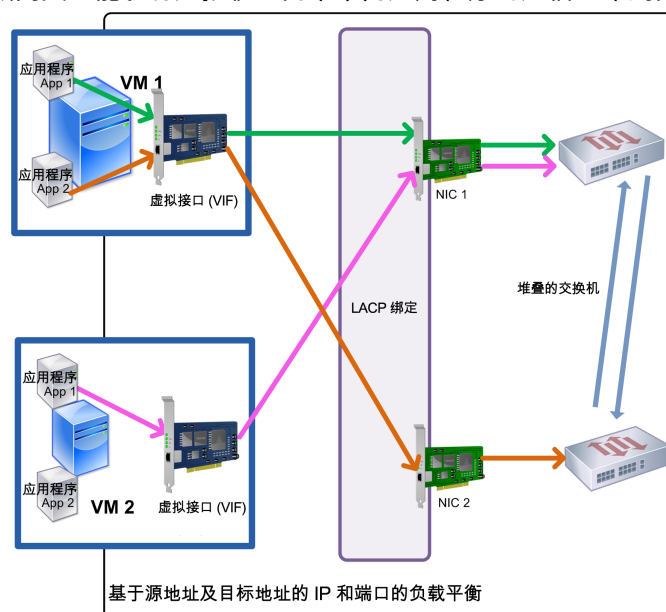 应用程序
App 1
VM 1
应用程序
App 2
虚拟接口 (VIF)
NIC 1
堆叠的交换机
LACP 绑定
应用程序
App 1
应用程序
App 2
VM 2
虚拟接口 (VIF)
NIC 2
基于源地址及目标地址的 IP 和端口的负载平衡